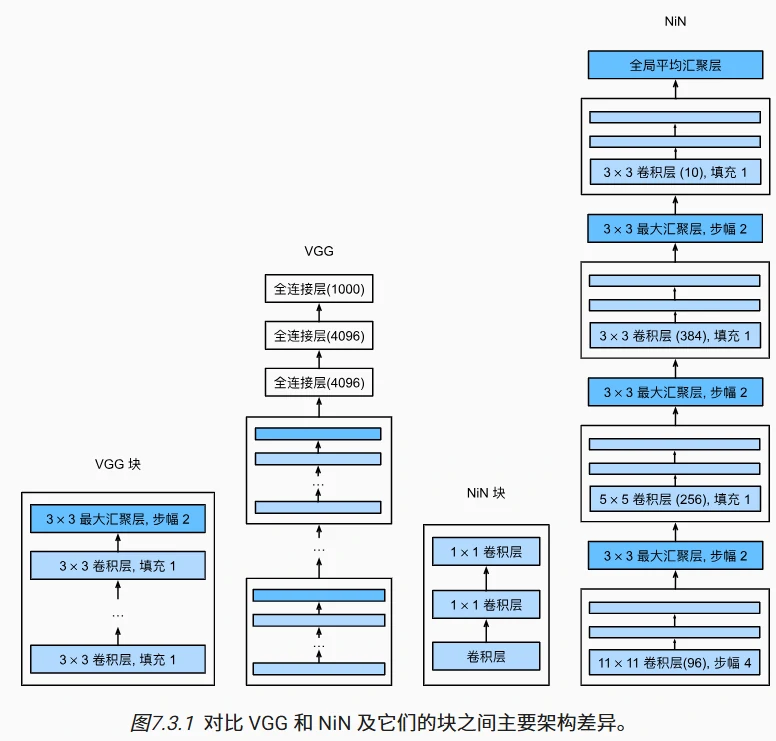 VGG 块
3 × 3 最大汇聚层, 步幅 2
3 × 3 卷积层, 填充 1
...
3 × 3 卷积层, 填充 1
VGG
全连接层(1000)
全连接层(4096)
全连接层(4096)
...
...
...
NiN 块
1 × 1 卷积层
1 × 1 卷积层
卷积层
NiN
全局平均汇聚层
3 × 3 卷积层 (10), 填充 1
3 × 3 最大汇聚层, 步幅 2
3 × 3 卷积层 (384), 填充 1
3 × 3 最大汇聚层, 步幅 2
5 × 5 卷积层 (256), 填充 1
3 × 3 最大汇聚层, 步幅 2
11 × 11 卷积层(96), 步幅 4
图7.3.1 对比 VGG 和 NiN 及它们的块之间主要架构差异。